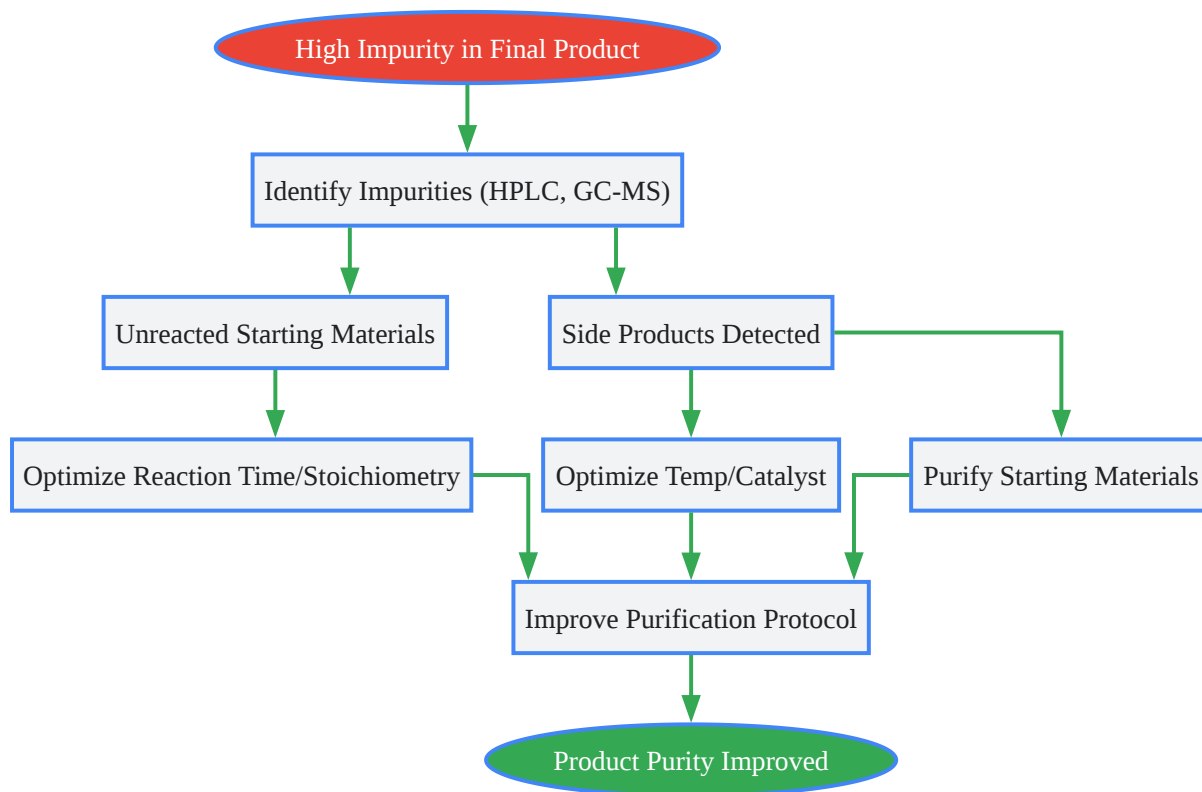 High Impurity in Final Product
Identify Impurities (HPLC, GC-MS)
Unreacted Starting Materials
Side Products Detected
Optimize Reaction Time/Stoichiometry
Optimize Temp/Catalyst
Purify Starting Materials
Improve Purification Protocol
Product Purity Improved